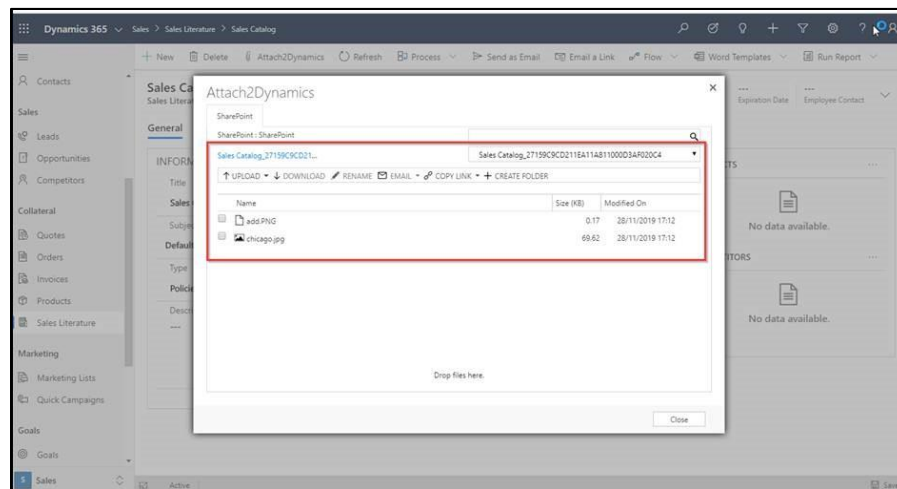 Dynamics 365 Sales > Sales Literature > Sales Catalog
+ New Delete Attach2Dynamics Refresh Process Send as Email Email a Link Flow Word Templates Run Report
Contacts
Sales
Leads
Opportunities
Competitors
Collateral
Quotes
Orders
Invoices
Products
Sales Literature
Marketing
Marketing Lists
Quick Campaigns
Goals
Goals
S Sales
Sales Ca
Sales Litera
General
INFORM
Title
Sales
Subje
Default
Type
Policie
Descri
---
Active
Attach2Dynamics
SharePoint
SharePoint : SharePoint
Sales Catalog_27159C9CD21... Sales Catalog_27159C9CD211EA11A811000D3AF020C4
UPLOAD DOWNLOAD RENAME EMAIL COPY LINK + CREATE FOLDER
Name Size (KB) Modified On
add.PNG 0.17 28/11/2019 17:12
chicago.jpg 69.62 28/11/2019 17:12
Drop files here.
Close
--- ---
Expiration Date Employee Contact
TS ...
No data available.
ITORS ...
No data available.
Save